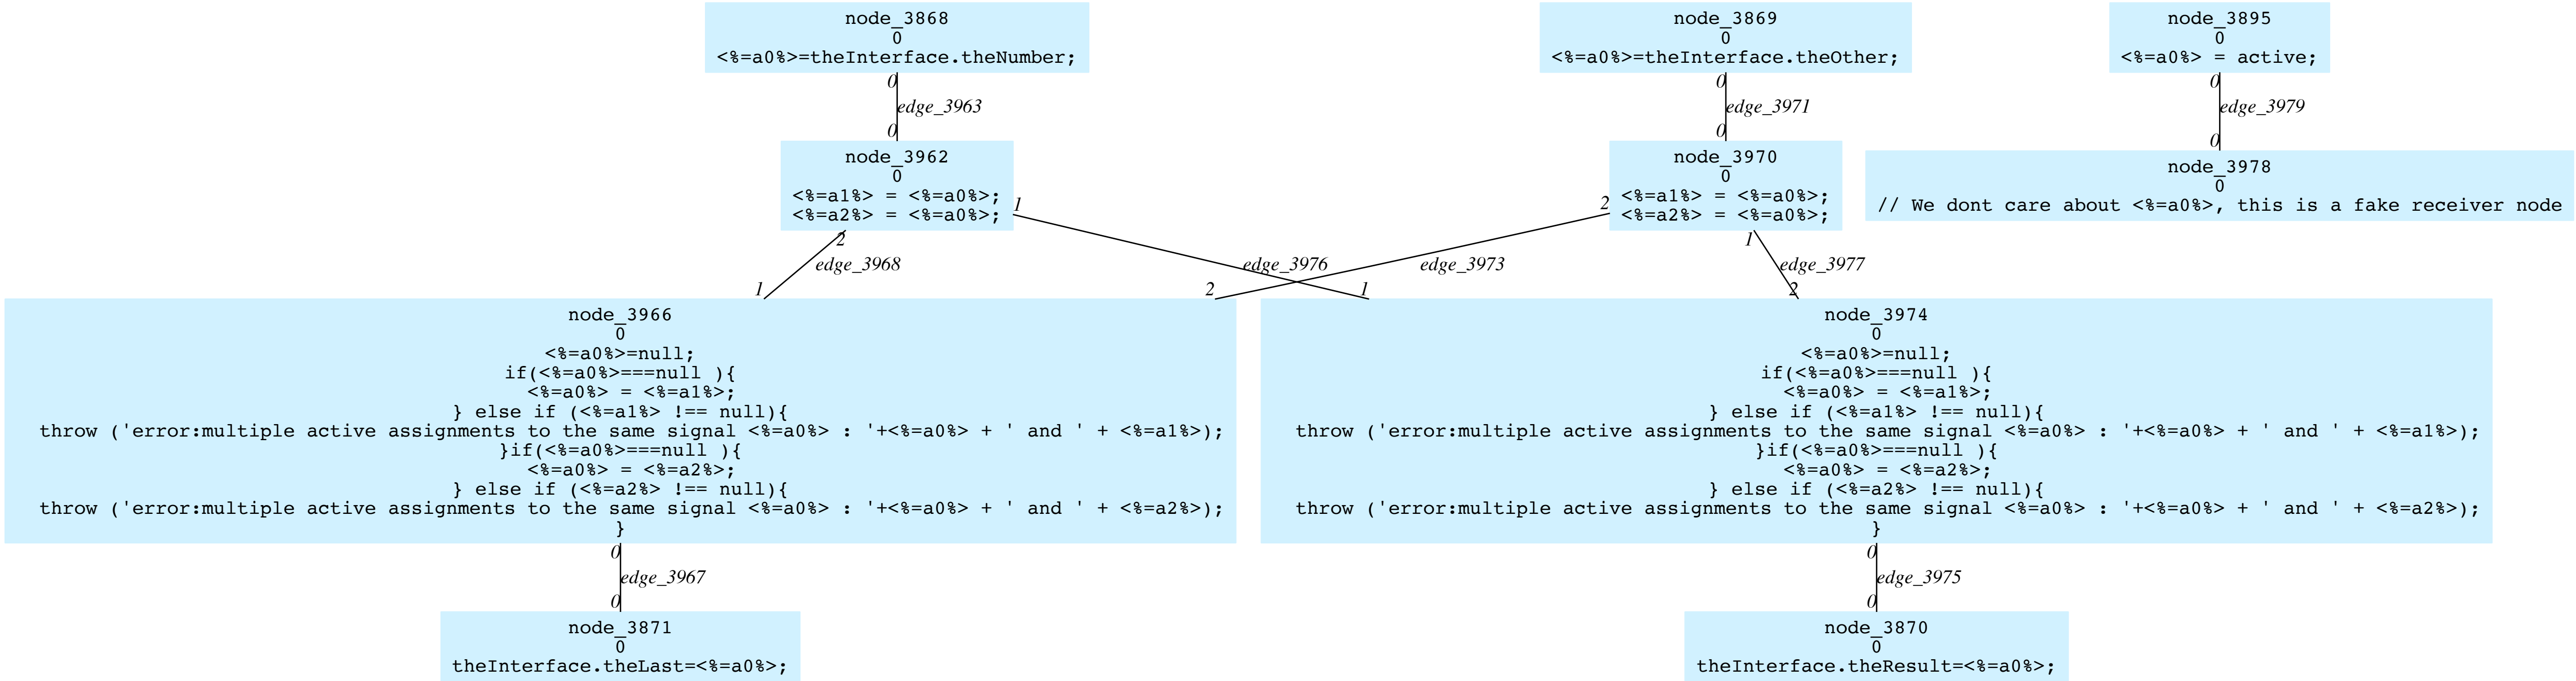 node_3868
0
<%=a0%>=theInterface.theNumber;
node_3869
0
<%=a0%>=theInterface.theOther;
node_3895
0
<%=a0%> = active;
0
edge_3963
0
0
edge_3971
0
0
edge_3979
0
node_3962
0
<%=a1%> = <%=a0%>;
<%=a2%> = <%=a0%>;
node_3970
0
<%=a1%> = <%=a0%>;
<%=a2%> = <%=a0%>;
node_3978
0
// We dont care about <%=a0%>, this is a fake receiver node
1
2
2
1
edge_3968
edge_3976
edge_3973
edge_3977
1
2
1
2
node_3966
0
<%=a0%>=null;
if(<%=a0%>===null ){
<%=a0%> = <%=a1%>;
} else if (<%=a1%> !== null){
throw ('error:multiple active assignments to the same signal <%=a0%> : '+<%=a0%> + ' and ' + <%=a1%>);
}if(<%=a0%>===null ){
<%=a0%> = <%=a2%>;
} else if (<%=a2%> !== null){
throw ('error:multiple active assignments to the same signal <%=a0%> : '+<%=a0%> + ' and ' + <%=a2%>);
}
node_3974
0
<%=a0%>=null;
if(<%=a0%>===null ){
<%=a0%> = <%=a1%>;
} else if (<%=a1%> !== null){
throw ('error:multiple active assignments to the same signal <%=a0%> : '+<%=a0%> + ' and ' + <%=a1%>);
}if(<%=a0%>===null ){
<%=a0%> = <%=a2%>;
} else if (<%=a2%> !== null){
throw ('error:multiple active assignments to the same signal <%=a0%> : '+<%=a0%> + ' and ' + <%=a2%>);
}
0
edge_3967
0
0
edge_3975
0
node_3871
0
theInterface.theLast=<%=a0%>;
node_3870
0
theInterface.theResult=<%=a0%>;